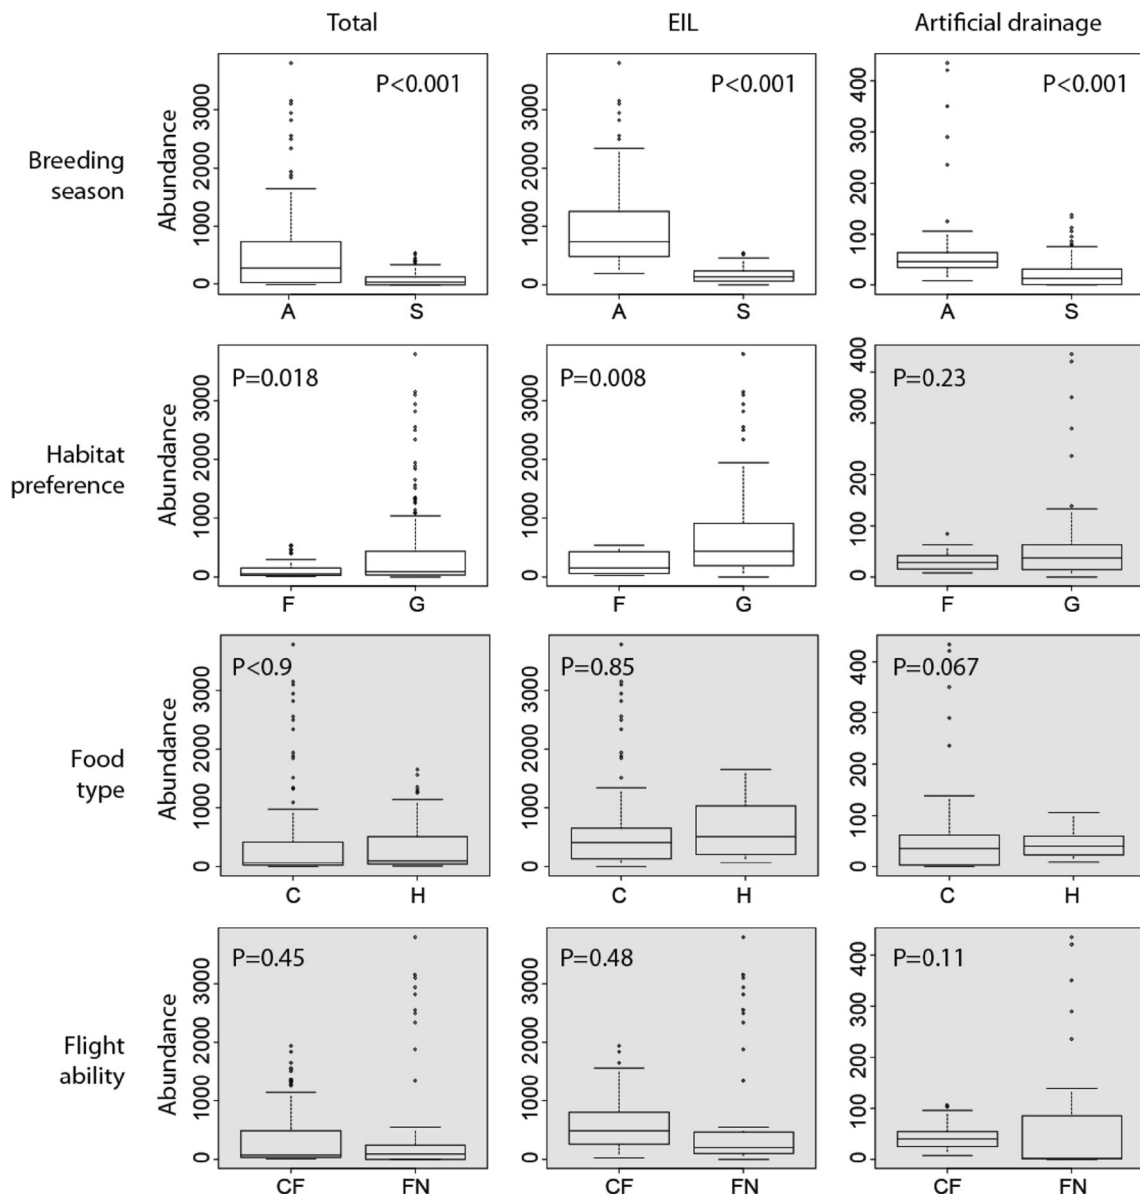 Total EIL Artificial drainage
Breeding
season
Abundance
0 1000 2000 3000
P<0.001
A S
0 1000 2000 3000
P<0.001
A S
0 100 200 300 400
P<0.001
A S
Habitat
preference
Abundance
0 1000 2000 3000
P=0.018
F G
0 1000 2000 3000
P=0.008
F G
0 100 200 300 400
P=0.23
F G
Food
type
Abundance
0 1000 2000 3000
P<0.9
C H
0 1000 2000 3000
P=0.85
C H
0 100 200 300 400
P=0.067
C H
Flight
ability
Abundance
0 1000 2000 3000
P=0.45
CF FN
0 1000 2000 3000
P=0.48
CF FN
0 100 200 300 400
P=0.11
CF FN